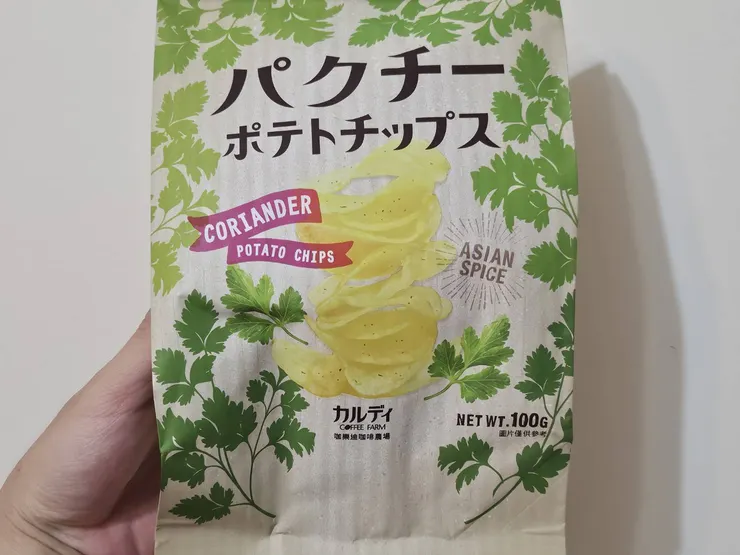 パクチー
ポテトチップス
CORIANDER
POTATO CHIPS
ASIAN
SPICE
カルディ
COFFEE FARM
咖樂迪咖啡農場
NET WT.100G
圖片僅供參考